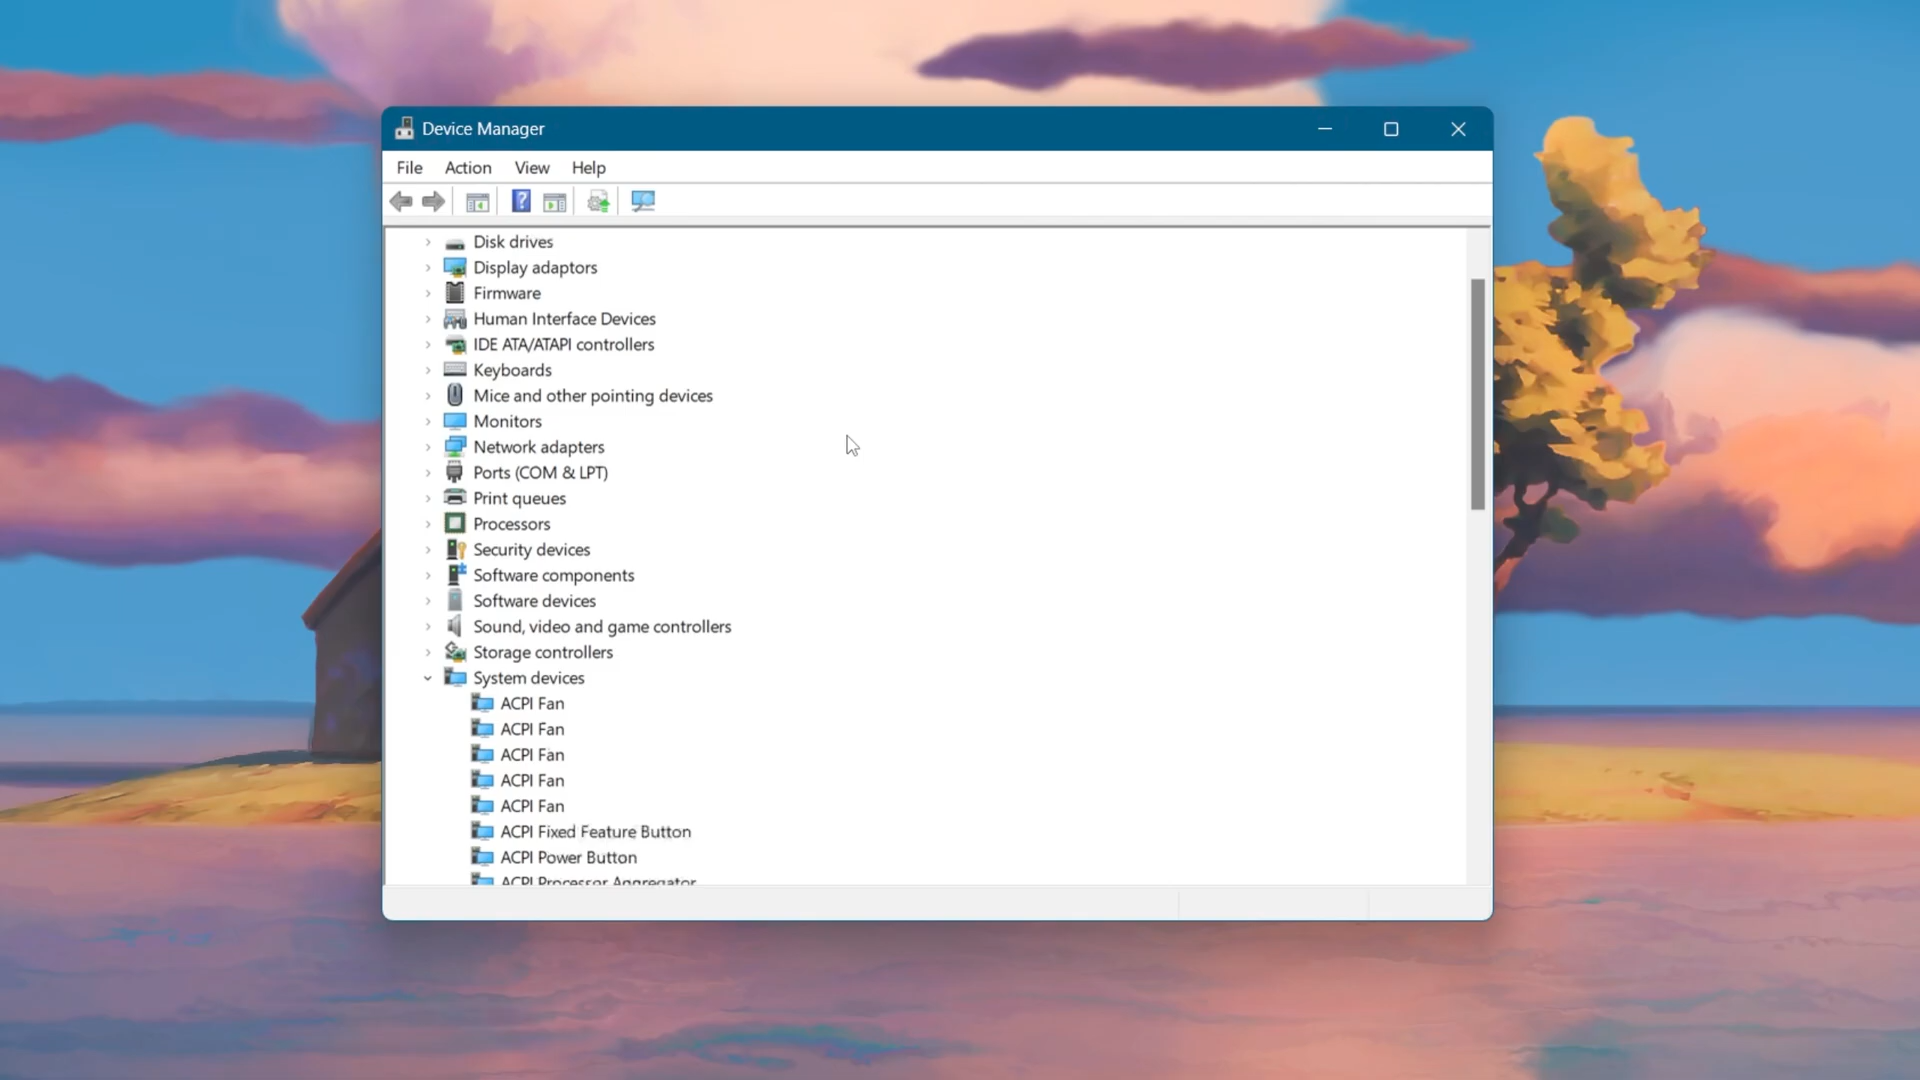 Device Manager
File Action View Help
Disk drives
Display adaptors
Firmware
Human Interface Devices
IDE ATA/ATAPI controllers
Keyboards
Mice and other pointing devices
Monitors
Network adapters
Ports (COM & LPT)
Print queues
Processors
Security devices
Software components
Software devices
Sound, video and game controllers
Storage controllers
System devices
ACPI Fan
ACPI Fan
ACPI Fan
ACPI Fan
ACPI Fan
ACPI Fixed Feature Button
ACPI Power Button
ACPI Processor Aggregator